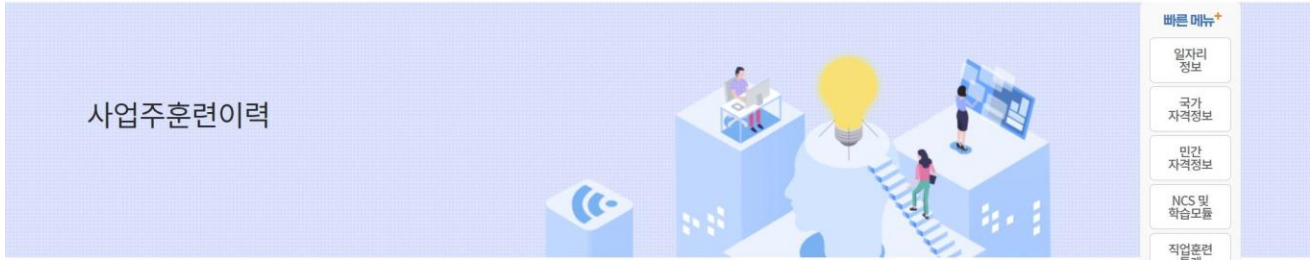 사업주훈련이력
빠른 메뉴+
일자리
정보
국가
자격정보
민간
자격정보
NCS 및
학습모듈
직업훈련